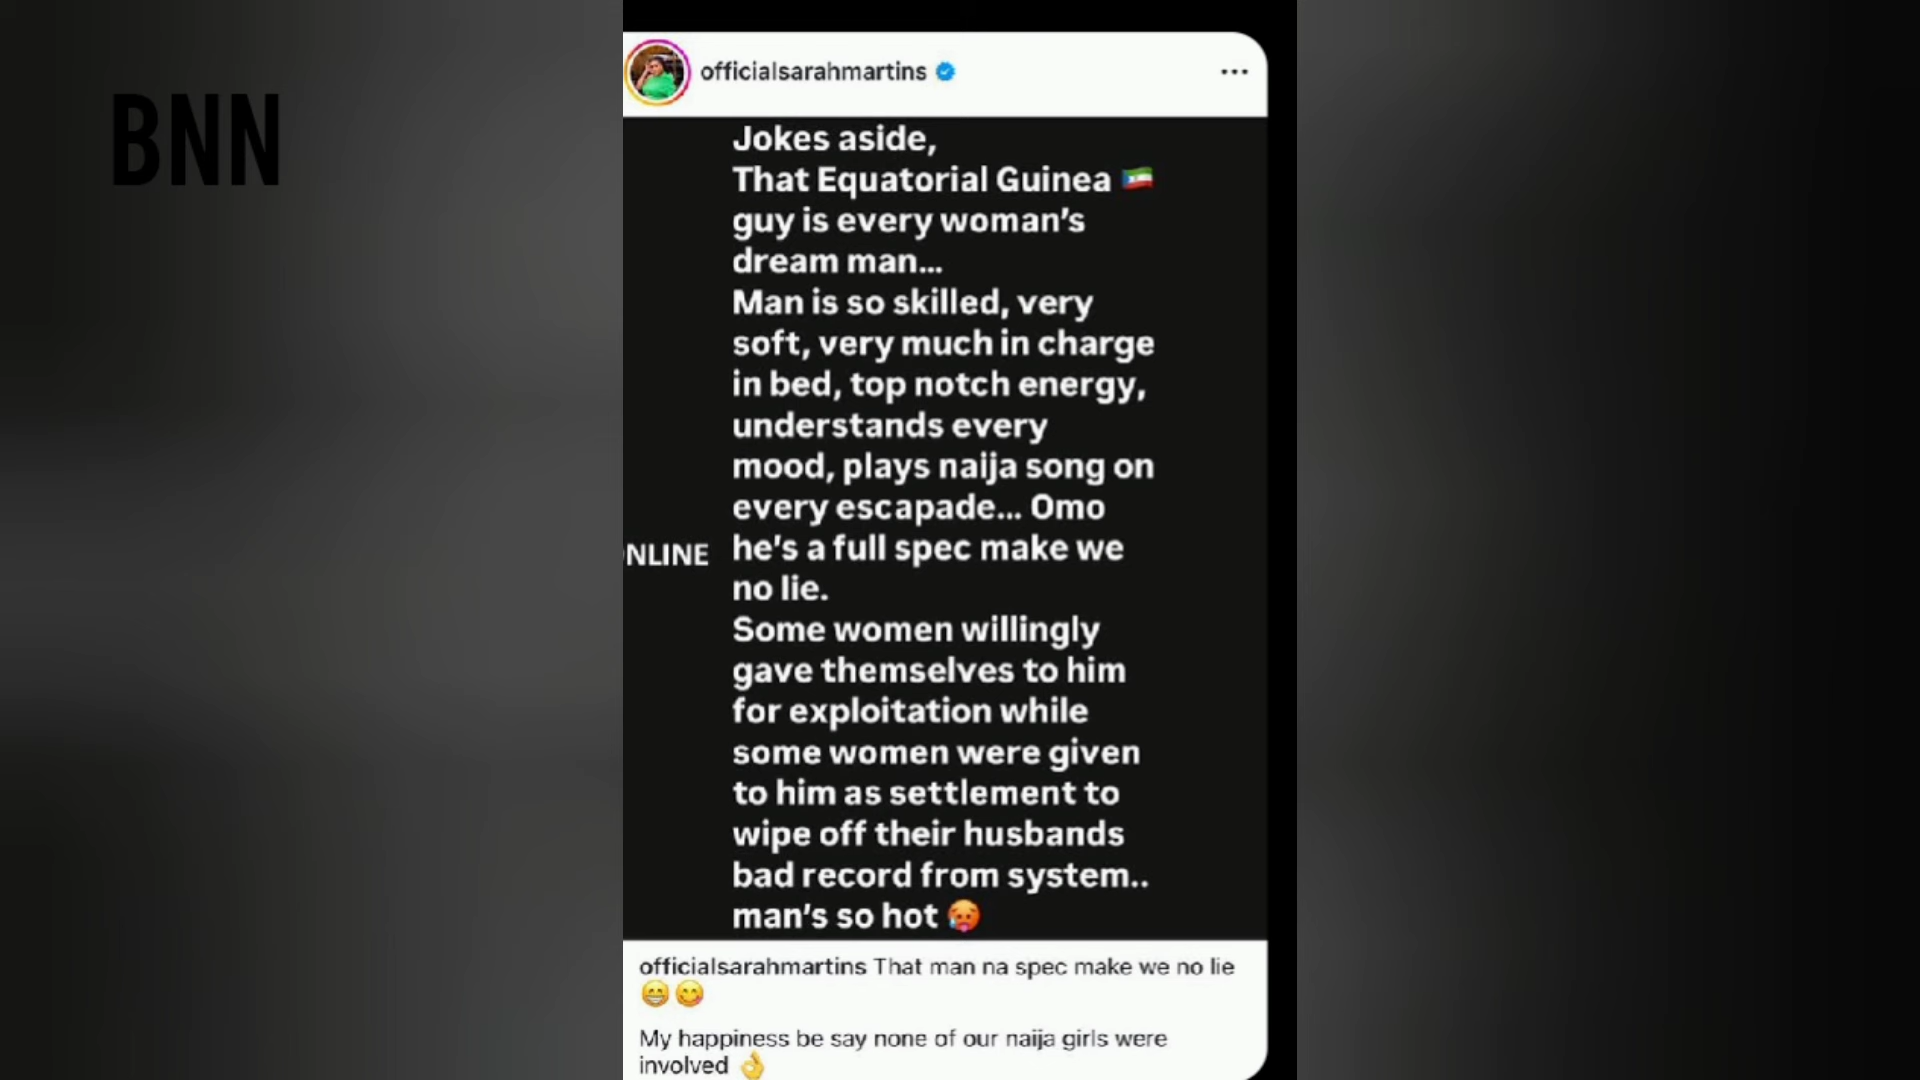 BNN
officialsarahmartins
Jokes aside,
That Equatorial Guinea 🇬🇶
guy is every woman's
dream man...
Man is so skilled, very
soft, very much in charge
in bed, top notch energy,
understands every
mood, plays naija song on
every escapade... Omo
NLINE he's a full spec make we
no lie.
Some women willingly
gave themselves to him
for exploitation while
some women were given
to him as settlement to
wipe off their husbands
bad record from system..
man's so hot 🥵
officialsarahmartins That man na spec make we no lie
😁😋
My happiness be say none of our naija girls were
involved 👌